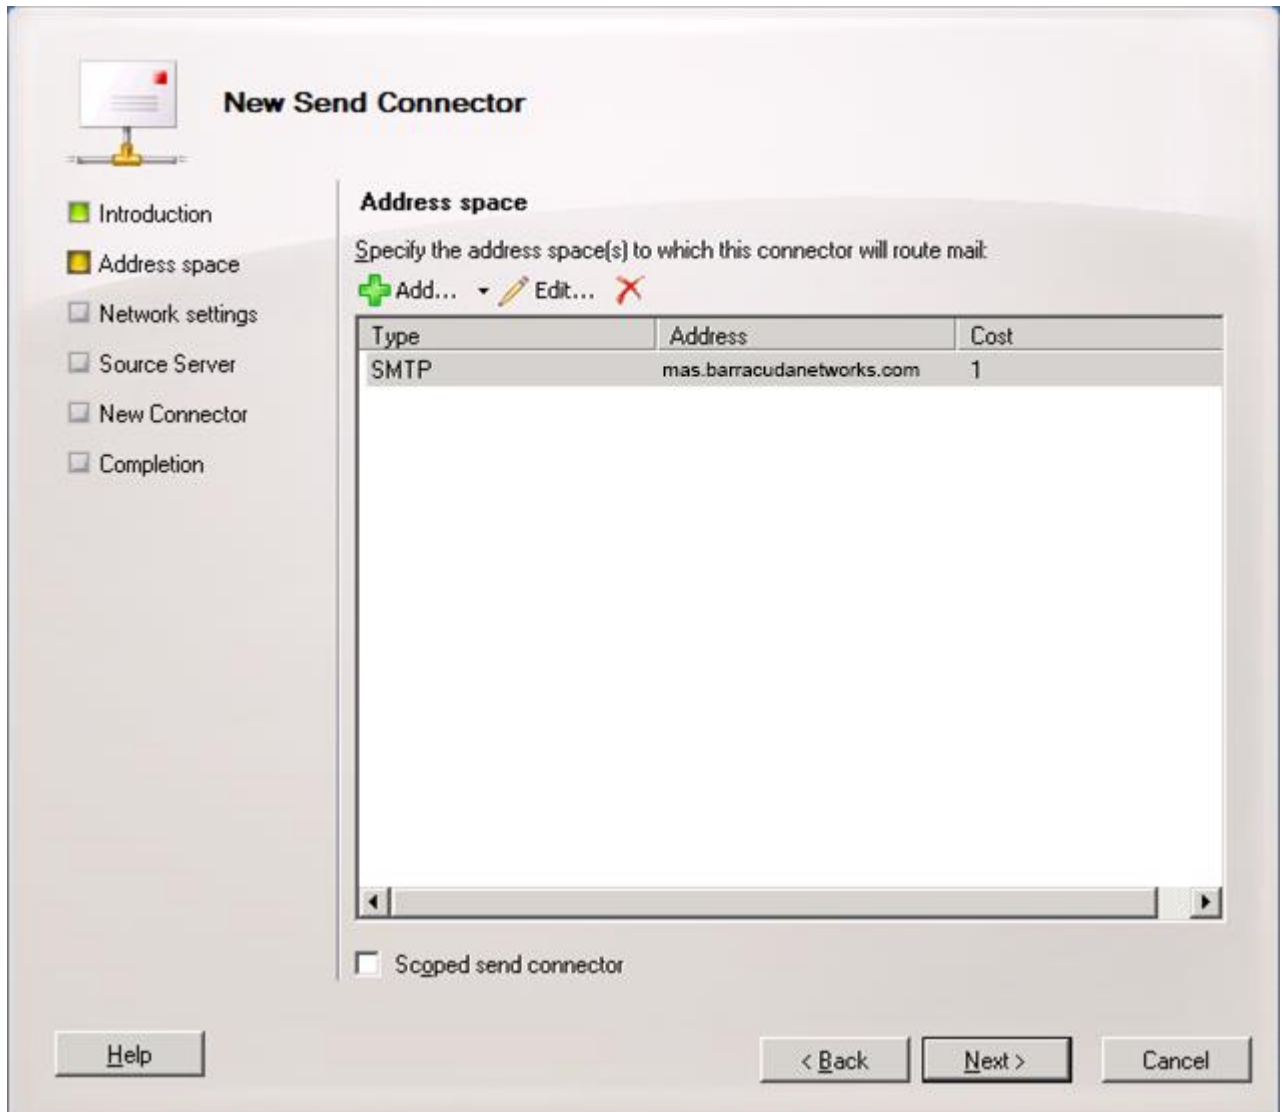 New Send Connector
Introduction
Address space
Network settings
Source Server
New Connector
Completion
Address space
Specify the address space(s) to which this connector will route mail:
Add... Edit...
Type Address Cost
SMTP mas.barracudanetworks.com 1
Scoped send connector
Help < Back Next > Cancel